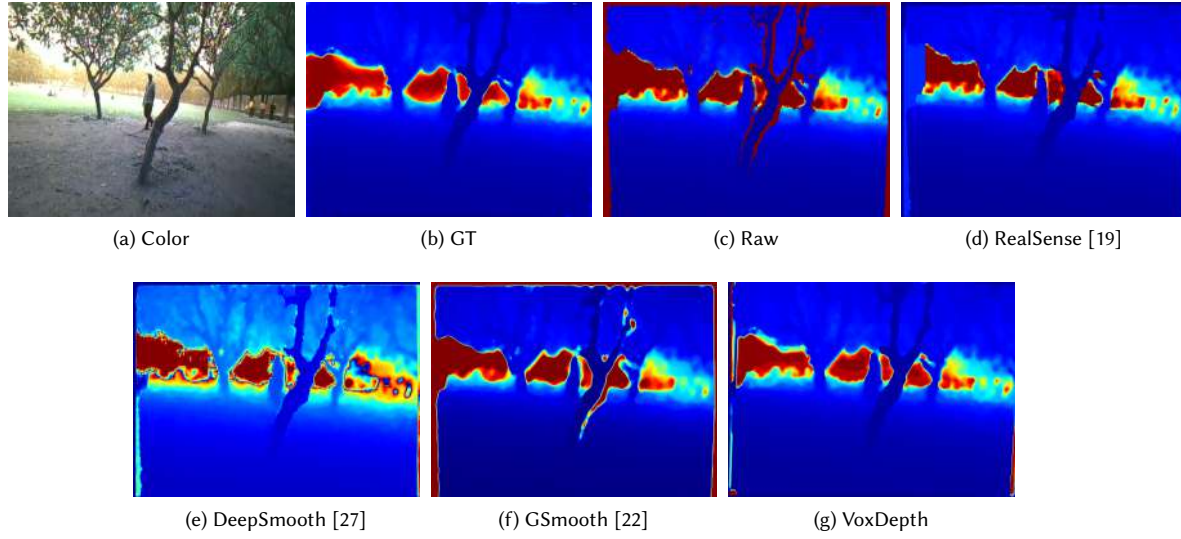 (a) Color
(b) GT
(c) Raw
(d) RealSense [19]
(e) DeepSmooth [27]
(f) GSmooth [22]
(g) VoxDepth